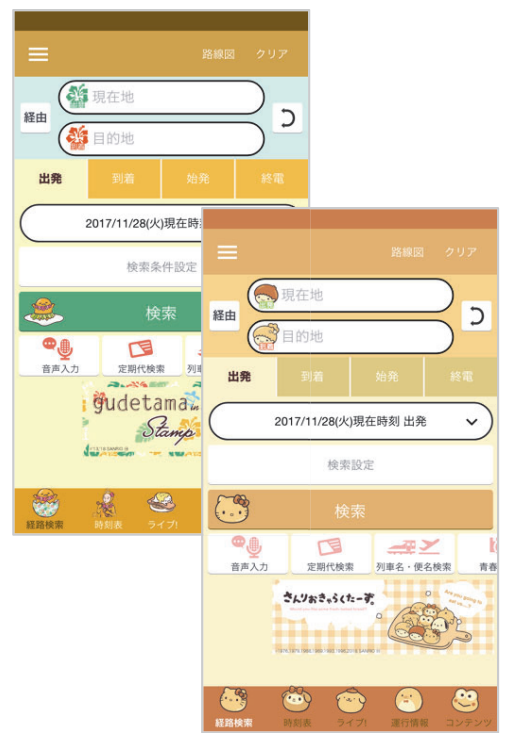 路線図 クリア
現在地
経由
目的地
出発 到着 始発 終電
2017/11/28(火)現在時
検索条件設定
検索
音声入力 定期代検索 列車
gudetama
Stamp
経路検索 時刻表 ライブ!
路線図 クリア
現在地
経由
目的地
出発 到着 始発 終電
2017/11/28(火)現在時刻 出発
検索設定
検索
音声入力 定期代検索 列車名・便名検索 青春
さんりおきゃらくたーず。
Are you going to
eat us...?
経路検索 時刻表 ライブ! 運行情報 コンテンツ